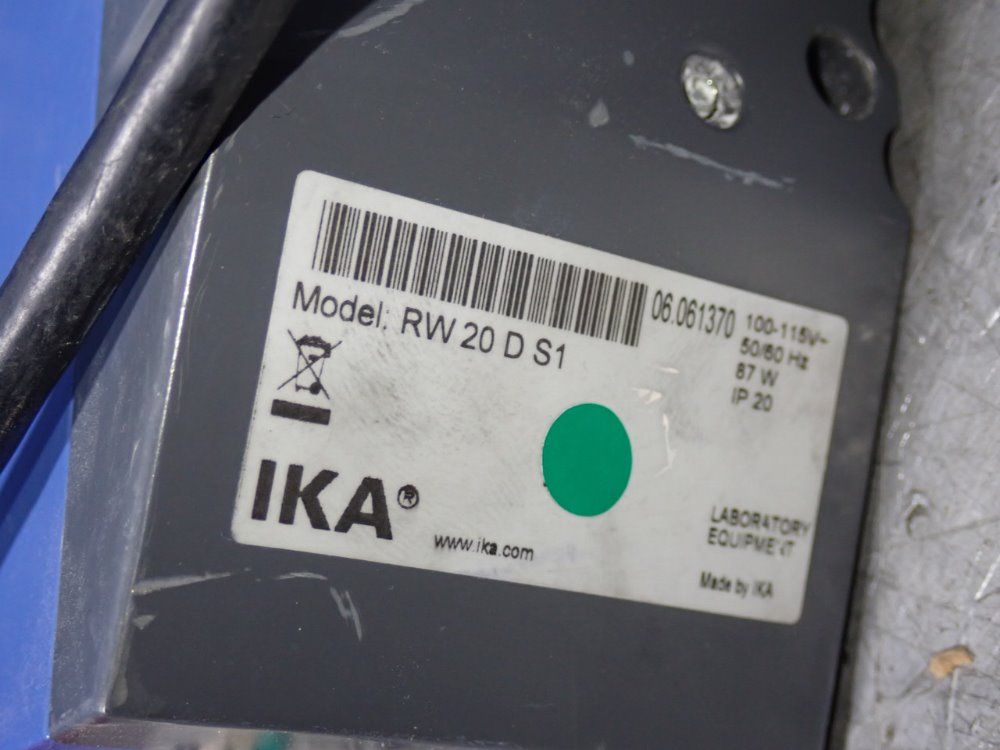 06.061370
Model: RW 20 D S1
100-115V~
50/60 Hz
87 W
IP 20
IKA®
www.ika.com
LABORATORY
EQUIPMENT
Made by IKA